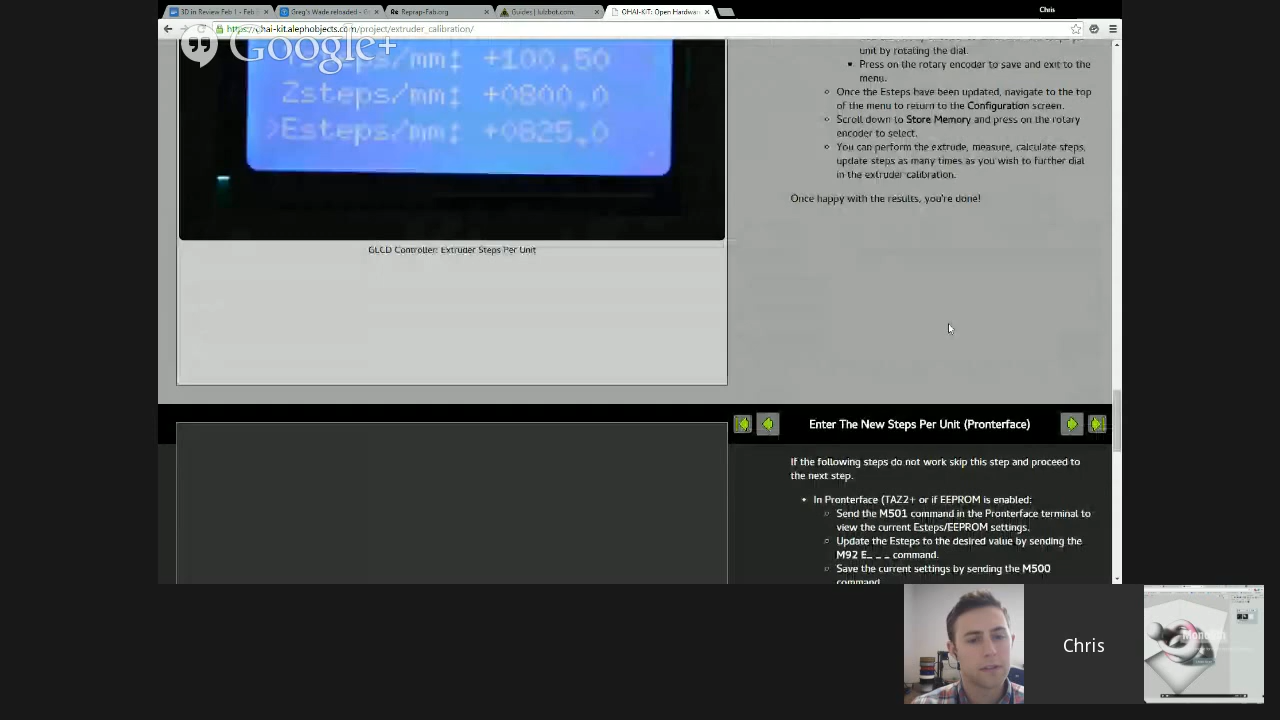 Chris
3D in Review Feb 1 - Feb
Greg's Wade reloaded - G
Reprap-Fab.org
Guides | LulzBot.com
OHAI-KIT: Open Hardwa
https://ohai-kit.alephobjects.com/project/extruder_calibration/
Google+
steps/mm: +100,50
Zsteps/mm: +0800,0
>Esteps/mm: +0825,0
GLCD Controller: Extruder Steps Per Unit
unit by rotating the dial.
▪ Press on the rotary encoder to save and exit to the
menu.
Once the Esteps have been updated, navigate to the top
of the menu to return to the Configuration screen.
Scroll down to Store Memory and press on the rotary
encoder to select.
You can perform the extrude, measure, calculate steps,
update steps as many times as you wish to further dial
in the extruder calibration.
Once happy with the results, you're done!
Enter The New Steps Per Unit (Pronterface)
If the following steps do not work skip this step and proceed to
the next step.
In Pronterface (TAZ2+ or if EEPROM is enabled:
Send the M501 command in the Pronterface terminal to
view the current Esteps/EEPROM settings.
Update the Esteps to the desired value by sending the
M92 E_ _ _ command.
Save the current settings by sending the M500
command
Chris